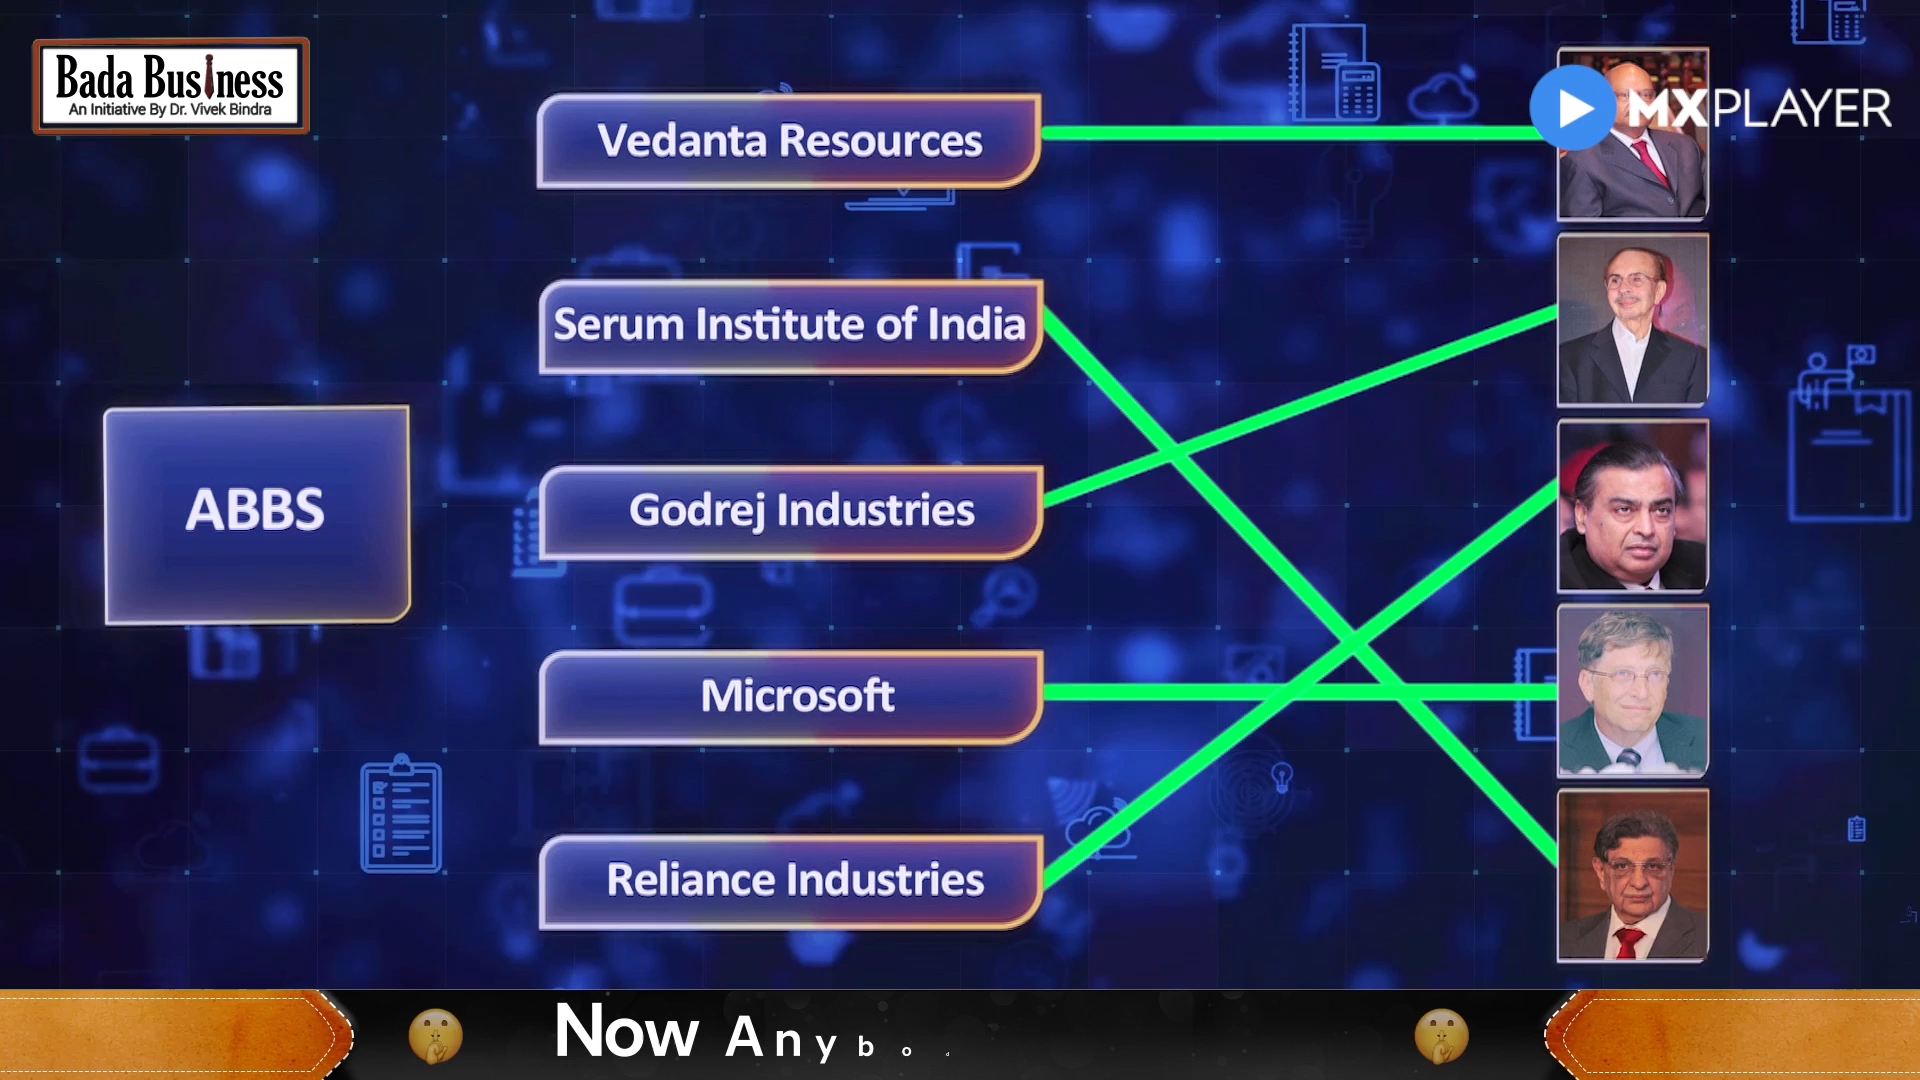 Bada Business
An Initiative By Dr. Vivek Bindra
MXPLAYER
Vedanta Resources
Serum Institute of India
Godrej Industries
ABBS
Microsoft
Reliance Industries
Now Anybod